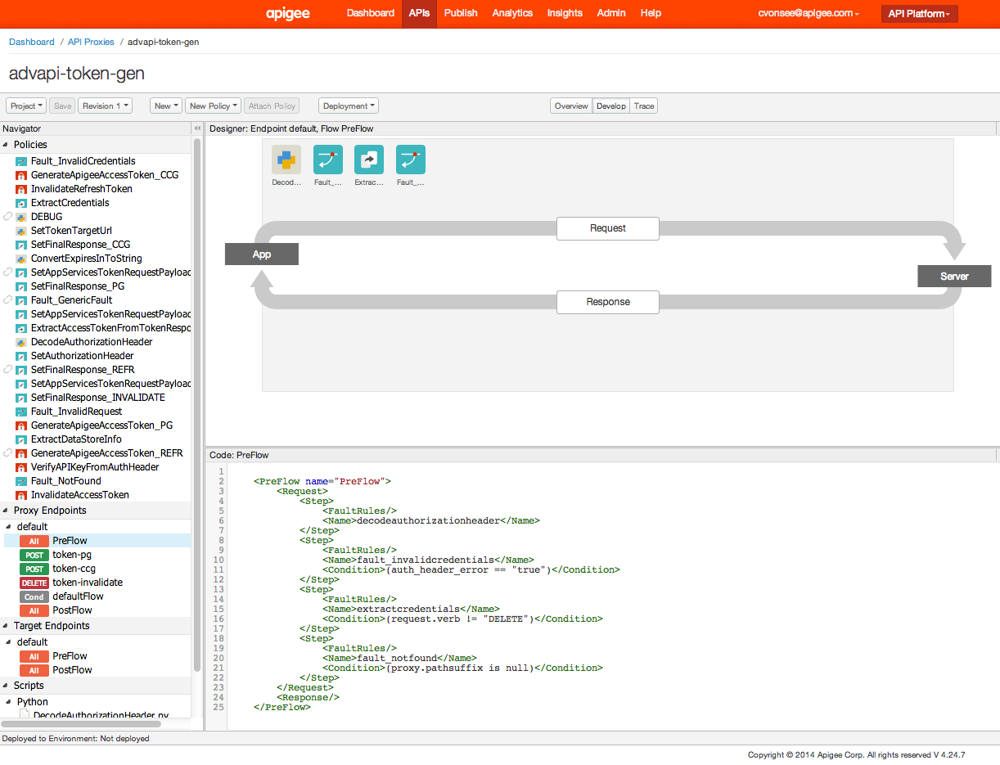 apigee
Dashboard APIs Publish Analytics Insights Admin Help cvonsee@apigee.com API Platform
Dashboard / API Proxies / advapi-token-gen
advapi-token-gen
Project Save Revision 1 New New Policy Attach Policy Deployment Overview Develop Trace
Navigator
Policies
Fault_InvalidCredentials
GenerateApigeeAccessToken_CCG
InvalidateRefreshToken
ExtractCredentials
DEBUG
SetTokenTargetUrl
SetFinalResponse_CCG
ConvertExpiresInToString
SetAppServicesTokenRequestPayload
SetFinalResponse_PG
Fault_GenericFault
SetAppServicesTokenRequestPayload
ExtractAccessTokenFromTokenRespo
DecodeAuthorizationHeader
SetAuthorizationHeader
SetFinalResponse_REFR
SetAppServicesTokenRequestPayload
SetFinalResponse_INVALIDATE
Fault_InvalidRequest
GenerateApigeeAccessToken_PG
ExtractDataStoreInfo
GenerateApigeeAccessToken_REFR
VerifyAPIKeyFromAuthHeader
Fault_NotFound
InvalidateAccessToken
Proxy Endpoints
default
All PreFlow
POST token-pg
POST token-ccg
DELETE token-invalidate
Cond defaultFlow
All PostFlow
Target Endpoints
default
All PreFlow
All PostFlow
Scripts
Python
DecodeAuthorizationHeader.py
Designer: Endpoint default, Flow PreFlow
Decod... Fault_... Extrac... Fault_...
Request
App
Server
Response
Code: PreFlow
1
2 <PreFlow name="PreFlow">
3 <Request>
4 <Step>
5 <FaultRules/>
6 <Name>decodeauthorizationheader</Name>
7 </Step>
8 <Step>
9 <FaultRules/>
10 <Name>fault_invalidcredentials</Name>
11 <Condition>(auth_header_error == "true")</Condition>
12 </Step>
13 <Step>
14 <FaultRules/>
15 <Name>extractcredentials</Name>
16 <Condition>(request.verb != "DELETE")</Condition>
17 </Step>
18 <Step>
19 <FaultRules/>
20 <Name>fault_notfound</Name>
21 <Condition>(proxy.pathsuffix is null)</Condition>
22 </Step>
23 </Request>
24 <Response/>
25 </PreFlow>
Deployed to Environment: Not deployed
Copyright © 2014 Apigee Corp. All rights reserved V 4.24.7